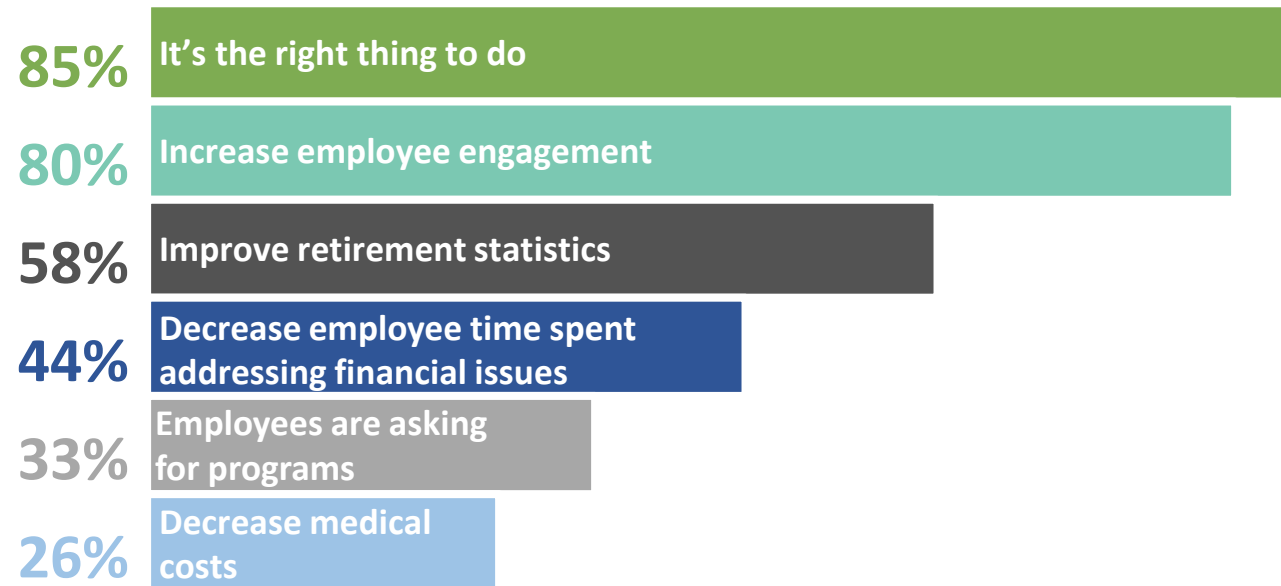 85% It’s the right thing to do
80% Increase employee engagement
58% Improve retirement statistics
44% Decrease employee time spent
addressing financial issues
33% Employees are asking
for programs
26% Decrease medical
costs